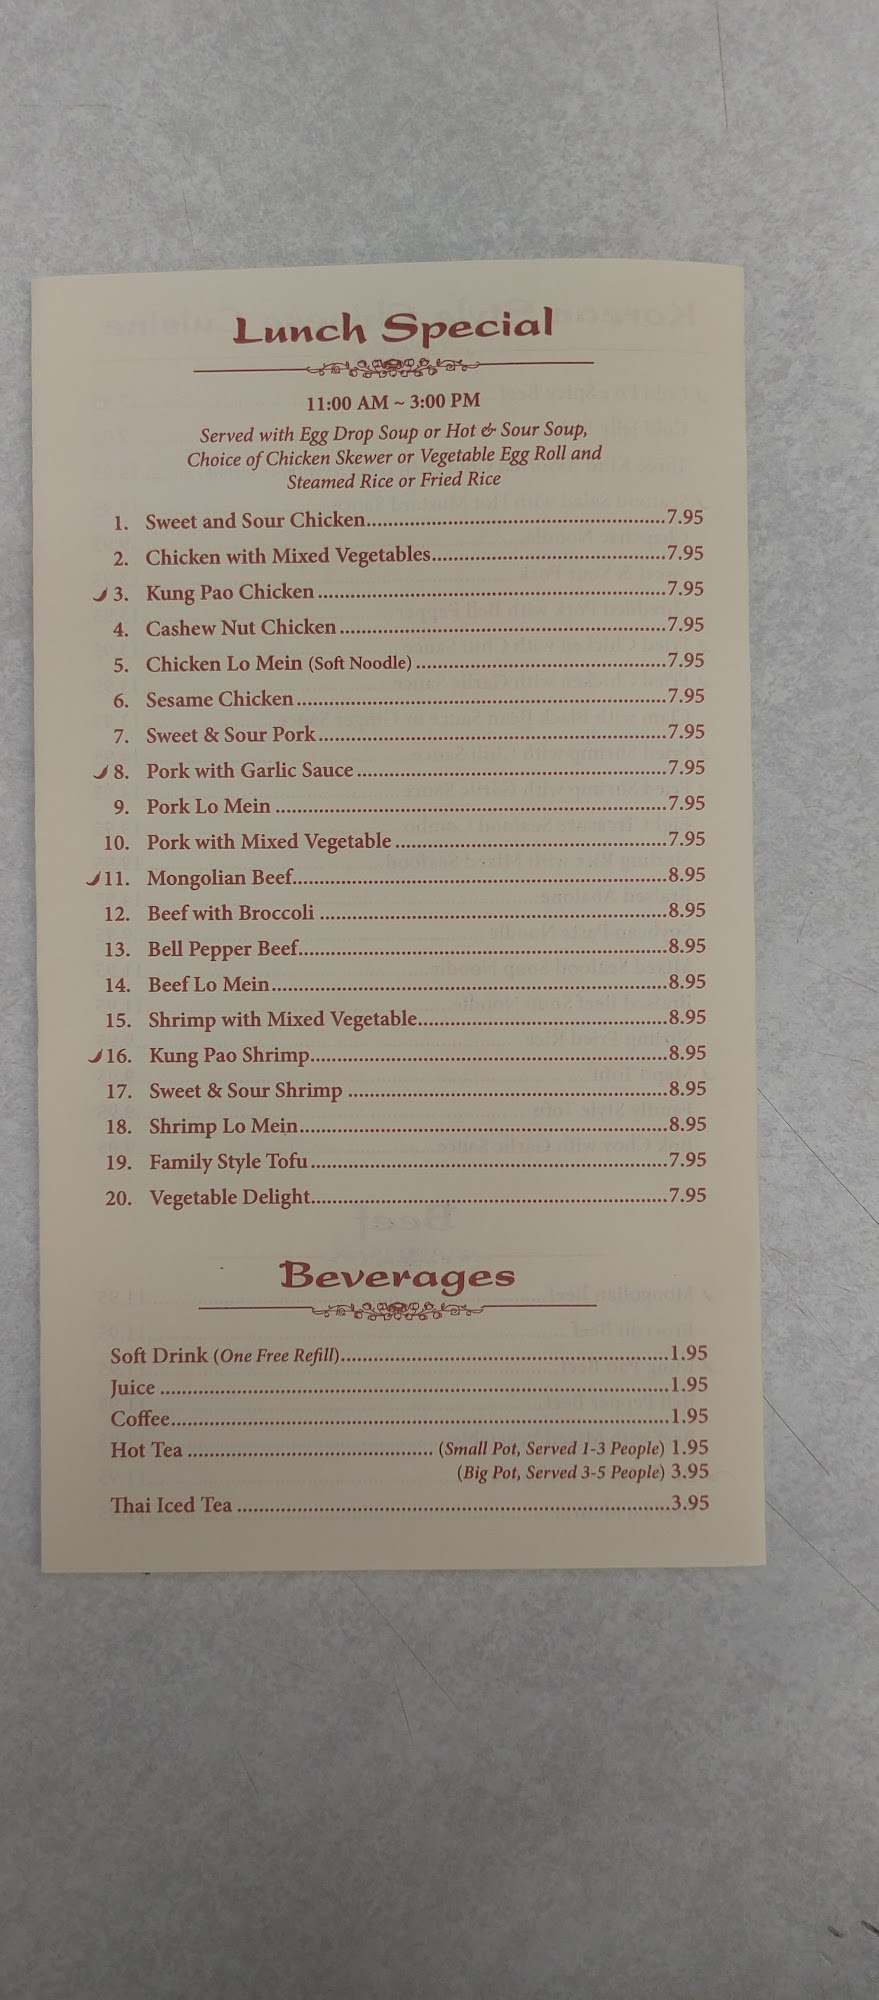 Lunch Special
11:00 AM ~ 3:00 PM
Served with Egg Drop Soup or Hot & Sour Soup,
Choice of Chicken Skewer or Vegetable Egg Roll and
Steamed Rice or Fried Rice
1. Sweet and Sour Chicken.....7.95
2. Chicken with Mixed Vegetables.....7.95
3. Kung Pao Chicken.....7.95
4. Cashew Nut Chicken.....7.95
5. Chicken Lo Mein (Soft Noodle).....7.95
6. Sesame Chicken.....7.95
7. Sweet & Sour Pork.....7.95
8. Pork with Garlic Sauce.....7.95
9. Pork Lo Mein.....7.95
10. Pork with Mixed Vegetable.....7.95
11. Mongolian Beef.....8.95
12. Beef with Broccoli.....8.95
13. Bell Pepper Beef.....8.95
14. Beef Lo Mein.....8.95
15. Shrimp with Mixed Vegetable.....8.95
16. Kung Pao Shrimp.....8.95
17. Sweet & Sour Shrimp.....8.95
18. Shrimp Lo Mein.....8.95
19. Family Style Tofu.....7.95
20. Vegetable Delight.....7.95
Beverages
Soft Drink (One Free Refill).....1.95
Juice.....1.95
Coffee.....1.95
Hot Tea.....(Small Pot, Served 1-3 People) 1.95
(Big Pot, Served 3-5 People) 3.95
Thai Iced Tea.....3.95